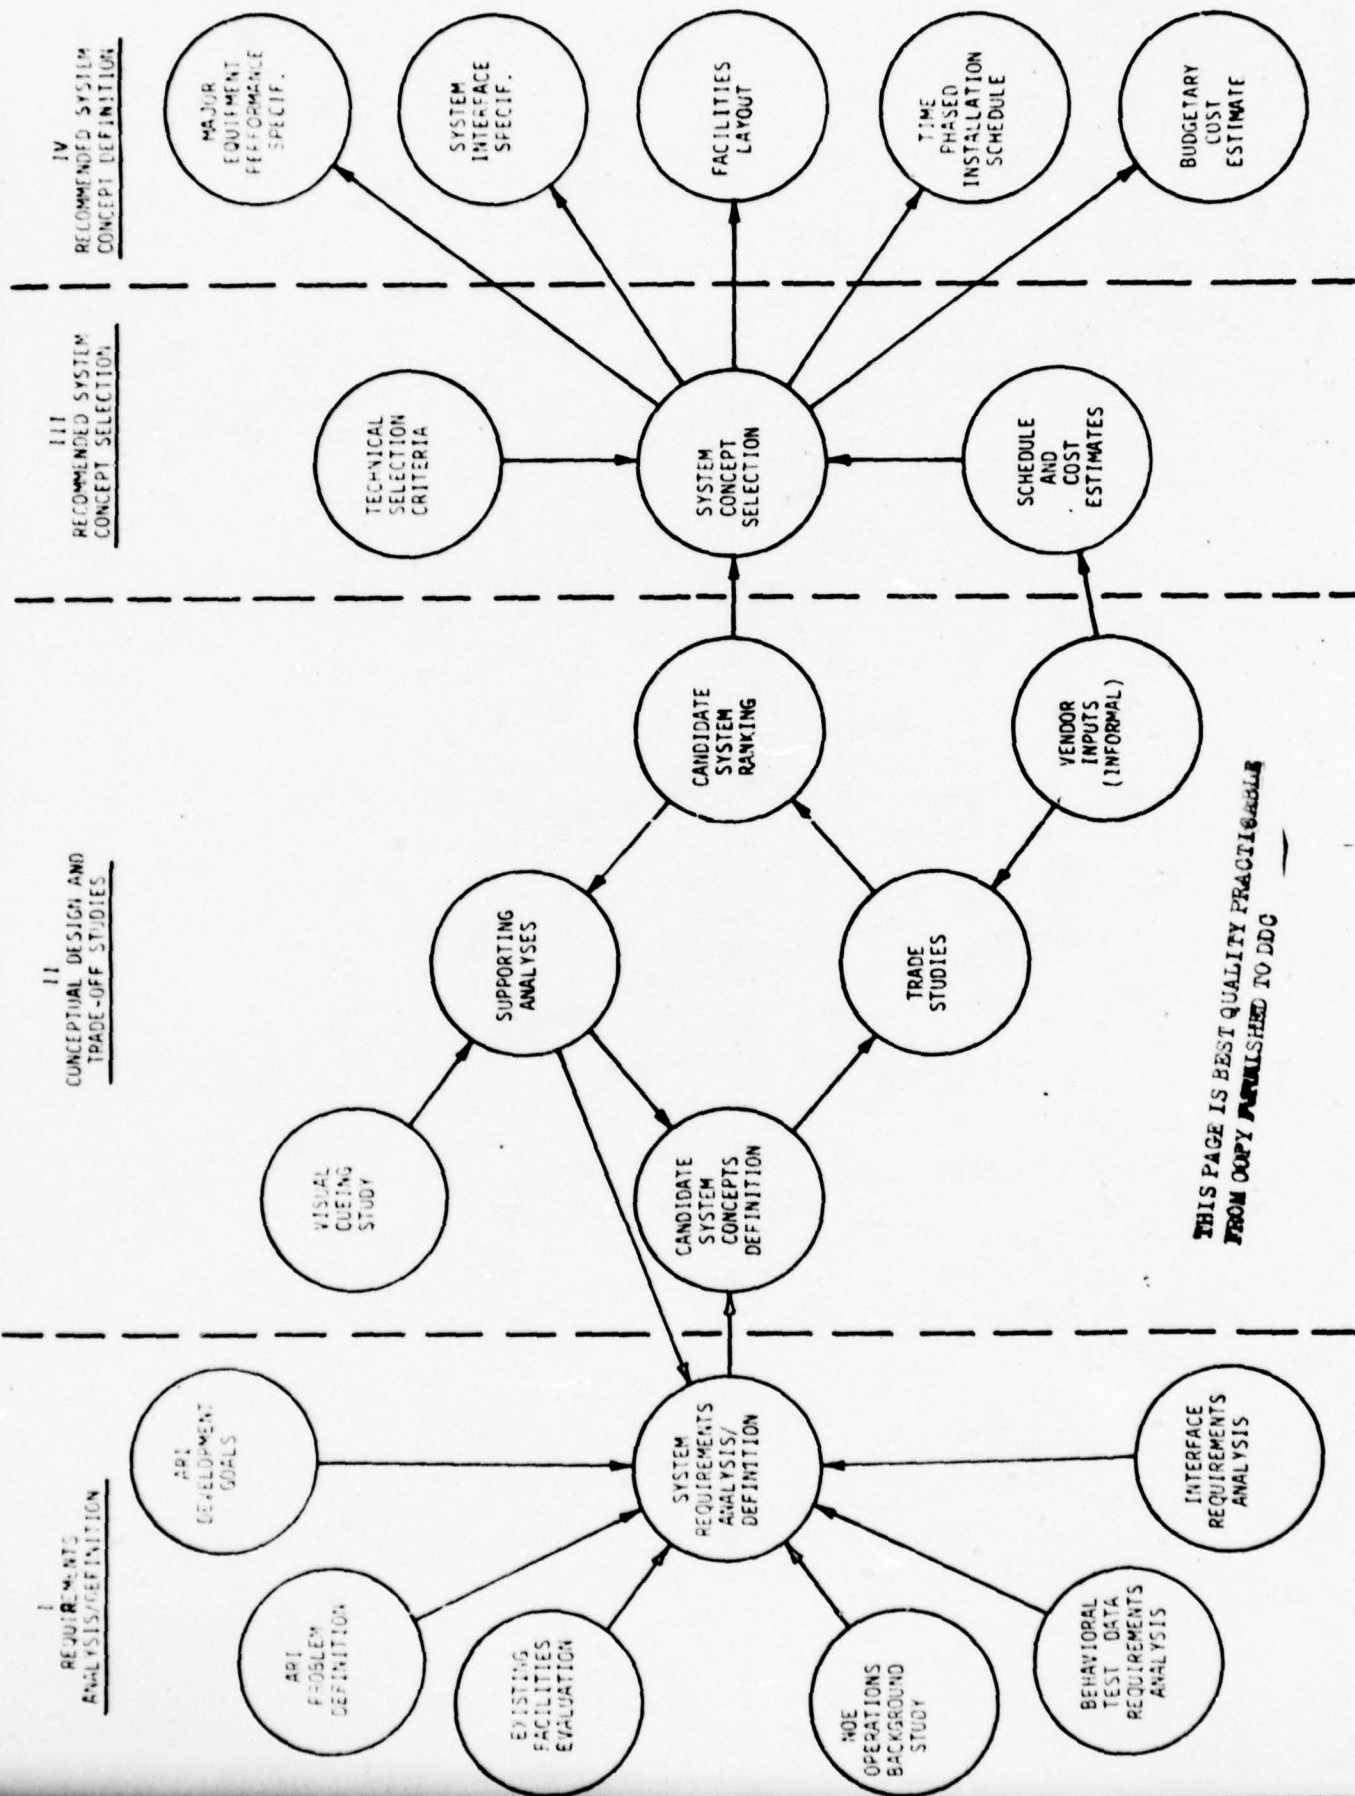 I
REQUIREMENTS
ANALYSIS/DEFINITION
ARI
DEVELOPMENT
GOALS
ARI
PROBLEM
DEFINITION
EXISTING
FACILITIES
EVALUATION
NOE
OPERATIONS
BACKGROUND
STUDY
BEHAVIORAL
TEST DATA
REQUIREMENTS
ANALYSIS
INTERFACE
REQUIREMENTS
ANALYSIS
SYSTEM
REQUIREMENTS
ANALYSIS/
DEFINITION
II
CONCEPTUAL DESIGN AND
TRADE-OFF STUDIES
VISUAL
CUEING
STUDY
SUPPORTING
ANALYSES
CANDIDATE
SYSTEM
CONCEPTS
DEFINITION
TRADE
STUDIES
CANDIDATE
SYSTEM
RANKING
VENDOR
INPUTS
(INFORMAL)
III
RECOMMENDED SYSTEM
CONCEPT SELECTION
TECHNICAL
SELECTION
CRITERIA
SYSTEM
CONCEPT
SELECTION
SCHEDULE
AND
COST
ESTIMATES
IV
RECOMMENDED SYSTEM
CONCEPT DEFINITION
MAJOR
EQUIPMENT
PERFORMANCE
SPECIF.
SYSTEM
INTERFACE
SPECIF.
FACILITIES
LAYOUT
TIME
PHASED
INSTALLATION
SCHEDULE
BUDGETARY
COST
ESTIMATE
THIS PAGE IS BEST QUALITY PRACTICABLE
FROM COPY FURNISHED TO DDC